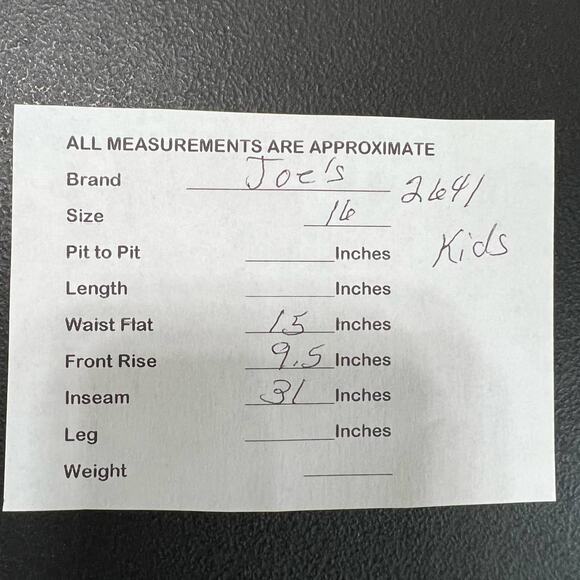 ALL MEASUREMENTS ARE APPROXIMATE
Brand Joe's 2641
Size 16
Kids
Pit to Pit Inches
Length Inches
Waist Flat 15 Inches
Front Rise 9.5 Inches
Inseam 31 Inches
Leg Inches
Weight